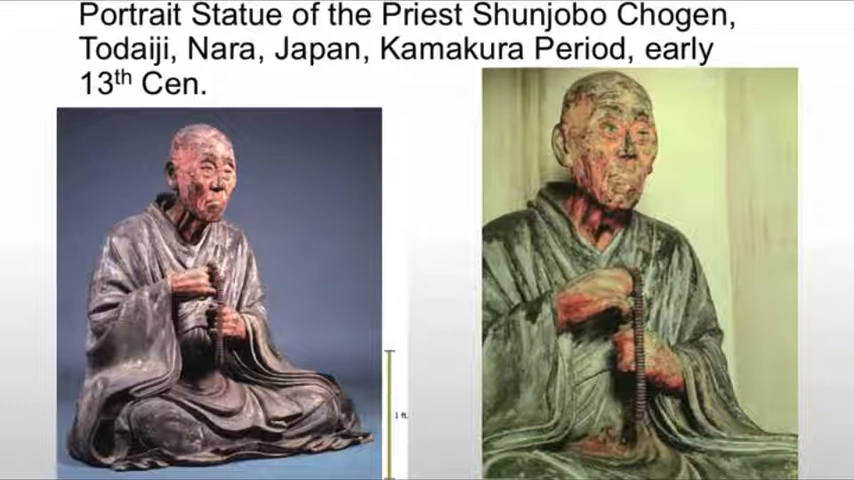 Portrait Statue of the Priest Shunjobo Chogen,
Todaiji, Nara, Japan, Kamakura Period, early
13th Cen.
1 ft.